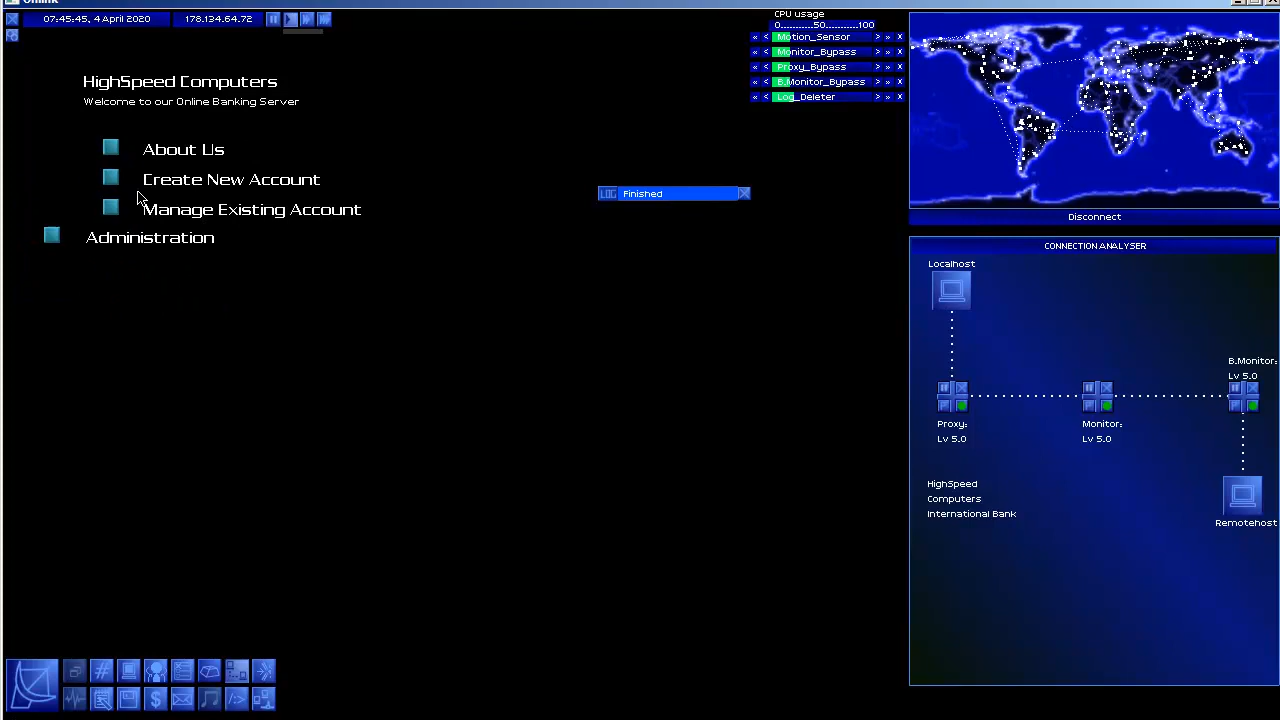 Onlink
07:45:45, 4 April 2020
178.134.64.72
CPU usage
0...........50...........100
« < Motion_Sensor > » x
« < Monitor_Bypass > » x
« < Proxy_Bypass > » x
« < B.Monitor_Bypass > » x
« < Log_Deleter > » x
HighSpeed Computers
Welcome to our Online Banking Server
About Us
Create New Account
Manage Existing Account
Administration
LOG Finished
Disconnect
CONNECTION ANALYSER
Localhost
B.Monitor:
Lv 5.0
Proxy:
Lv 5.0
Monitor:
Lv 5.0
HighSpeed
Computers
International Bank
Remotehost